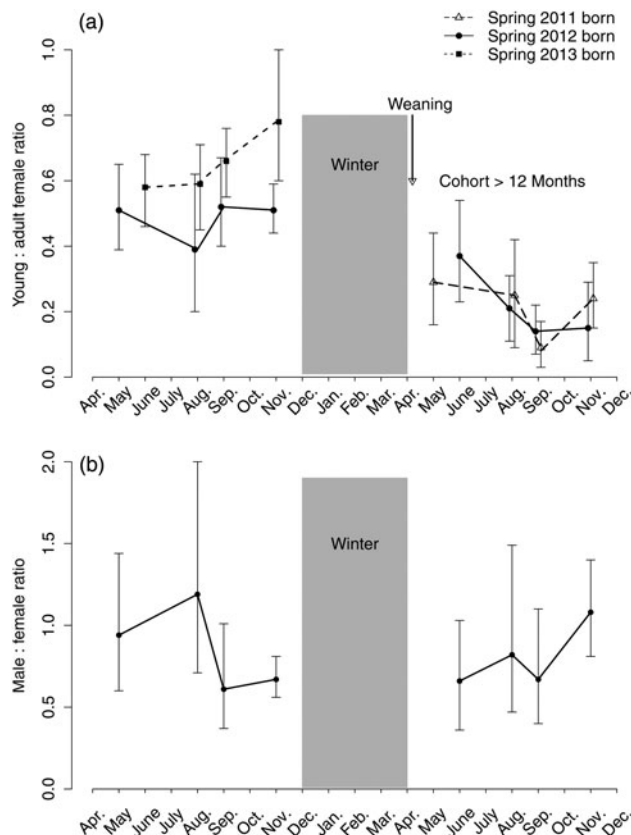 Spring 2011 born
Spring 2012 born
Spring 2013 born
(a)
Young : adult female ratio
1.0
0.8
0.6
0.4
0.2
0.0
Winter
Weaning
Cohort > 12 Months
Apr. May June July Aug. Sep. Oct. Nov. Dec. Jan. Feb. Mar. Apr. May June July Aug. Sep. Oct. Nov. Dec.
(b)
Male : female ratio
2.0
1.5
1.0
0.5
0.0
Winter
Apr. May June July Aug. Sep. Oct. Nov. Dec. Jan. Feb. Mar. Apr. May June July Aug. Sep. Oct. Nov. Dec.